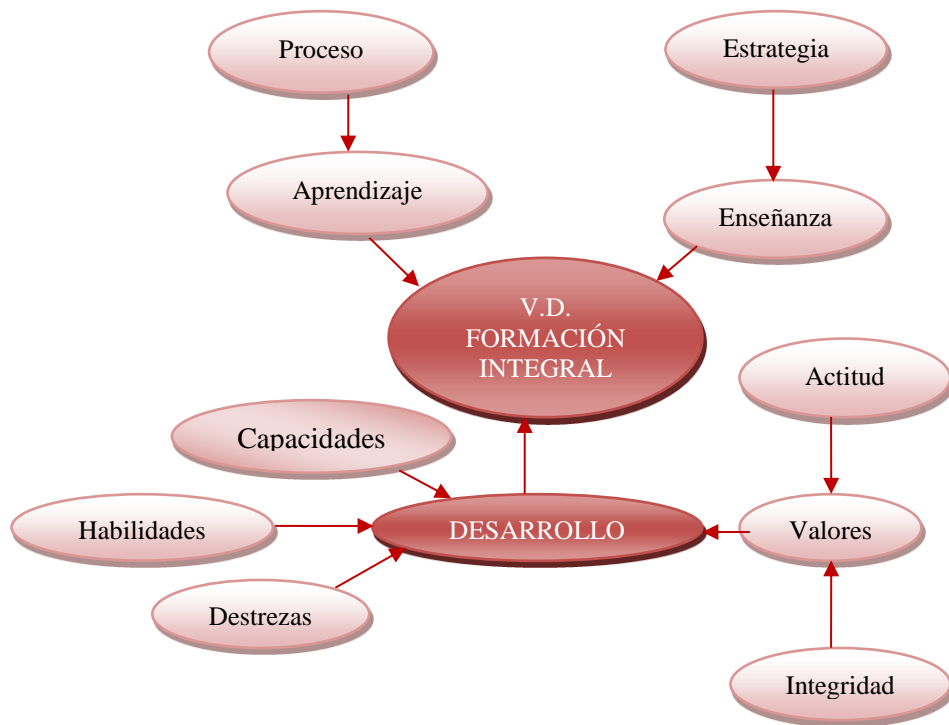 Proceso
Estrategia
Aprendizaje
Enseñanza
V.D.
FORMACIÓN
INTEGRAL
Actitud
Capacidades
Habilidades
DESARROLLO
Valores
Destrezas
Integridad